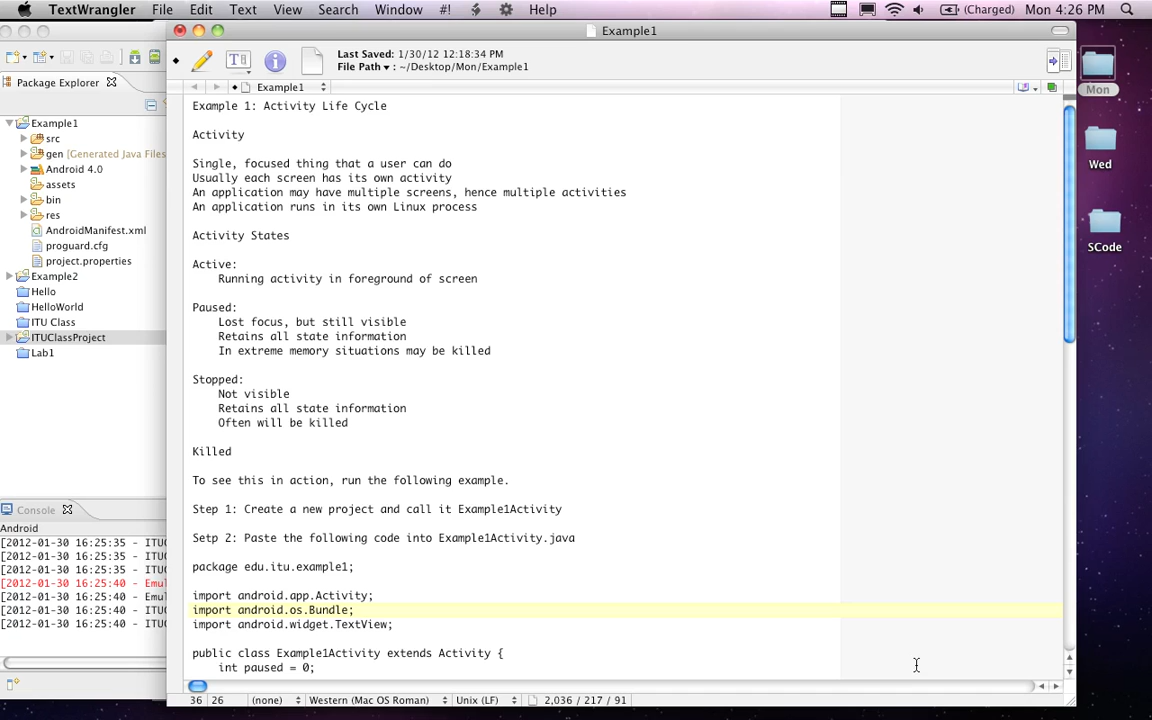 TextWrangler File Edit Text View Search Window #! Help (Charged) Mon 4:26 PM
Example1
Last Saved: 1/30/12 12:18:34 PM
File Path ▾ : ~/Desktop/Mon/Example1
Mon
Wed
SCode
Package Explorer
Example1
src
gen [Generated Java Files
Android 4.0
assets
bin
res
AndroidManifest.xml
proguard.cfg
project.properties
Example2
Hello
HelloWorld
ITU Class
ITUClassProject
Lab1
Console
Android
[2012-01-30 16:25:35 - ITUC
[2012-01-30 16:25:35 - ITUC
[2012-01-30 16:25:35 - ITUC
[2012-01-30 16:25:40 - Emul
[2012-01-30 16:25:40 - Emul
[2012-01-30 16:25:40 - ITUC
[2012-01-30 16:25:40 - ITUC
Example1
Example 1: Activity Life Cycle
Activity
Single, focused thing that a user can do
Usually each screen has its own activity
An application may have multiple screens, hence multiple activities
An application runs in its own Linux process
Activity States
Active:
Running activity in foreground of screen
Paused:
Lost focus, but still visible
Retains all state information
In extreme memory situations may be killed
Stopped:
Not visible
Retains all state information
Often will be killed
Killed
To see this in action, run the following example.
Step 1: Create a new project and call it Example1Activity
Setp 2: Paste the following code into Example1Activity.java
package edu.itu.example1;
import android.app.Activity;
import android.os.Bundle;
import android.widget.TextView;
public class Example1Activity extends Activity {
int paused = 0;
36 26 (none) Western (Mac OS Roman) Unix (LF) 2,036 / 217 / 91